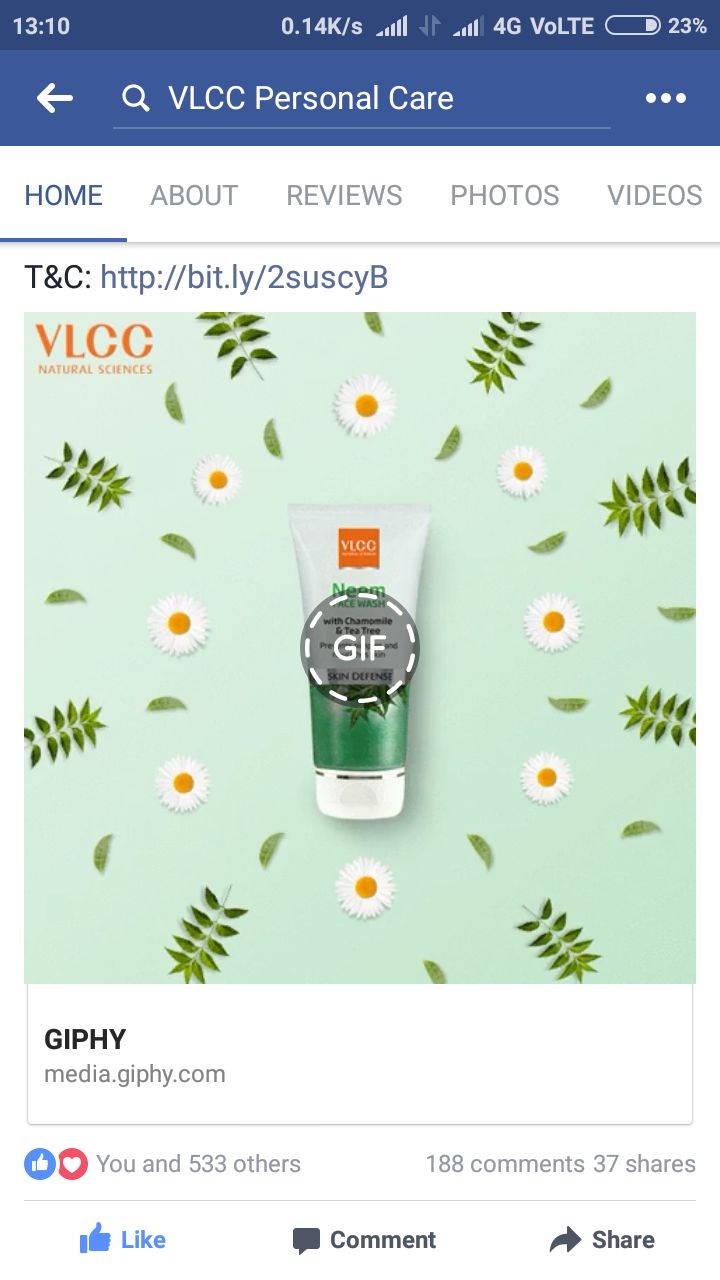 13:10 0.14K/s 4G VoLTE 23%
VLCC Personal Care
HOME ABOUT REVIEWS PHOTOS VIDEOS
T&C: http://bit.ly/2suscyB
VLCC
NATURAL SCIENCES
VLCC
Neem
FACE WASH
with Chamomile
& Tea Tree
GIF
SKIN DEFENSE
GIPHY
media.giphy.com
You and 533 others 188 comments 37 shares
Like Comment Share